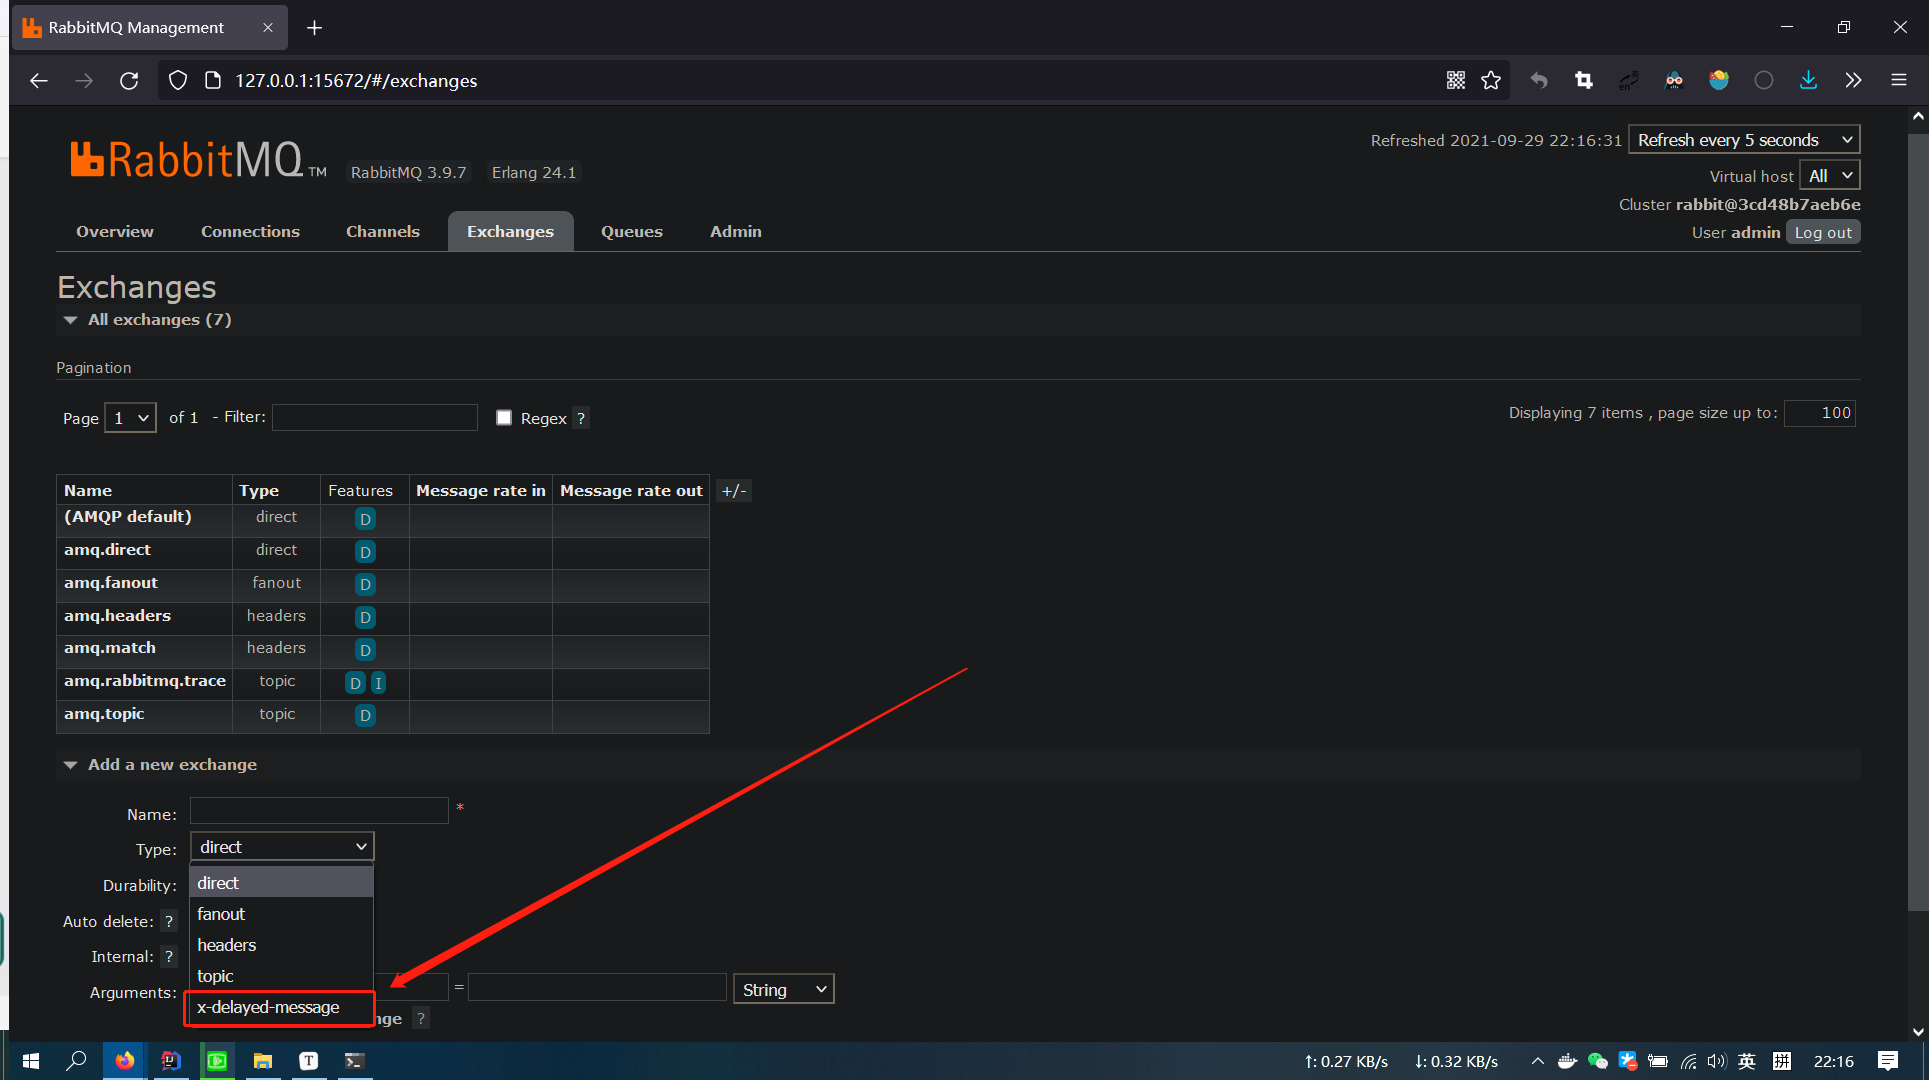 RabbitMQ Management
127.0.0.1:15672/#/exchanges
RabbitMQ TM
RabbitMQ 3.9.7 Erlang 24.1
Refreshed 2021-09-29 22:16:31 Refresh every 5 seconds
Virtual host All
Cluster rabbit@3cd48b7aeb6e
User admin Log out
Overview Connections Channels Exchanges Queues Admin
Exchanges
All exchanges (7)
Pagination
Page 1 of 1 - Filter: Regex ?
Displaying 7 items , page size up to: 100
Name Type Features Message rate in Message rate out +/-
(AMQP default) direct D
amq.direct direct D
amq.fanout fanout D
amq.headers headers D
amq.match headers D
amq.rabbitmq.trace topic D I
amq.topic topic D
Add a new exchange
Name: *
Type: direct
Durability:
Auto delete: ?
Internal: ?
Arguments:
direct
fanout
headers
topic
x-delayed-message
= String
nge ?
↑: 0.27 KB/s ↓: 0.32 KB/s 英 拼 22:16